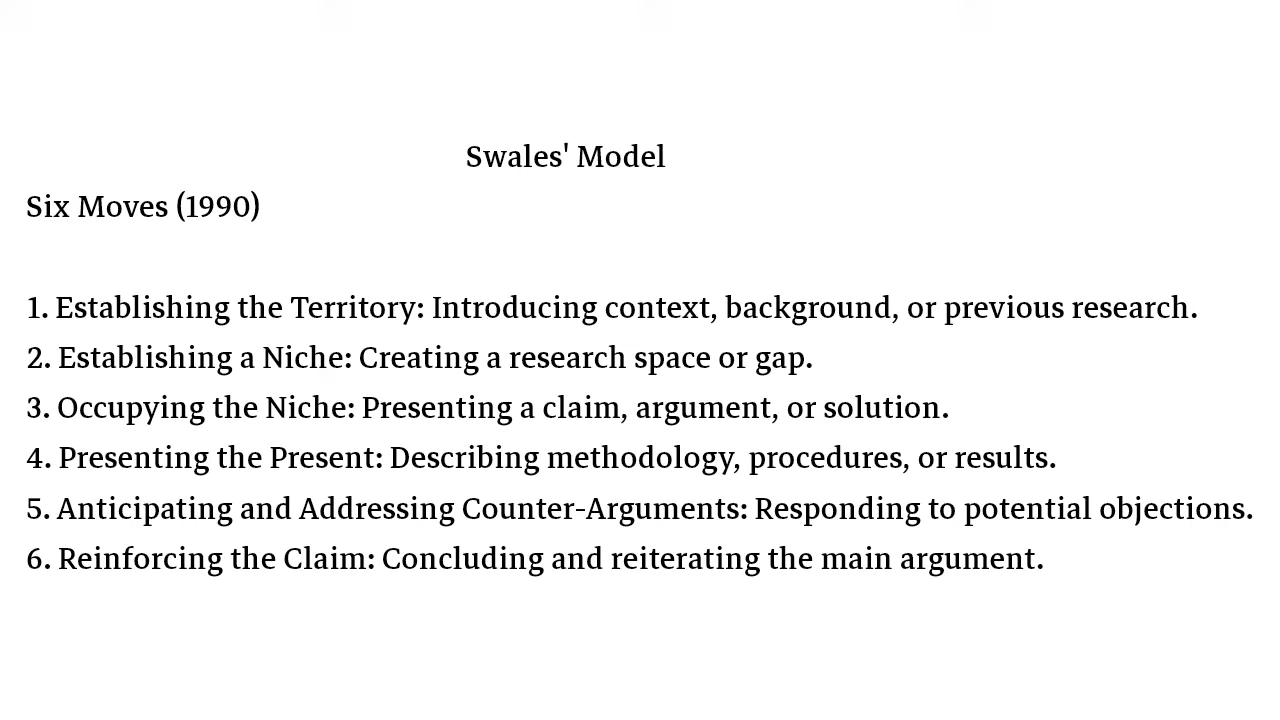 Swales' Model
Six Moves (1990)
1. Establishing the Territory: Introducing context, background, or previous research.
2. Establishing a Niche: Creating a research space or gap.
3. Occupying the Niche: Presenting a claim, argument, or solution.
4. Presenting the Present: Describing methodology, procedures, or results.
5. Anticipating and Addressing Counter-Arguments: Responding to potential objections.
6. Reinforcing the Claim: Concluding and reiterating the main argument.